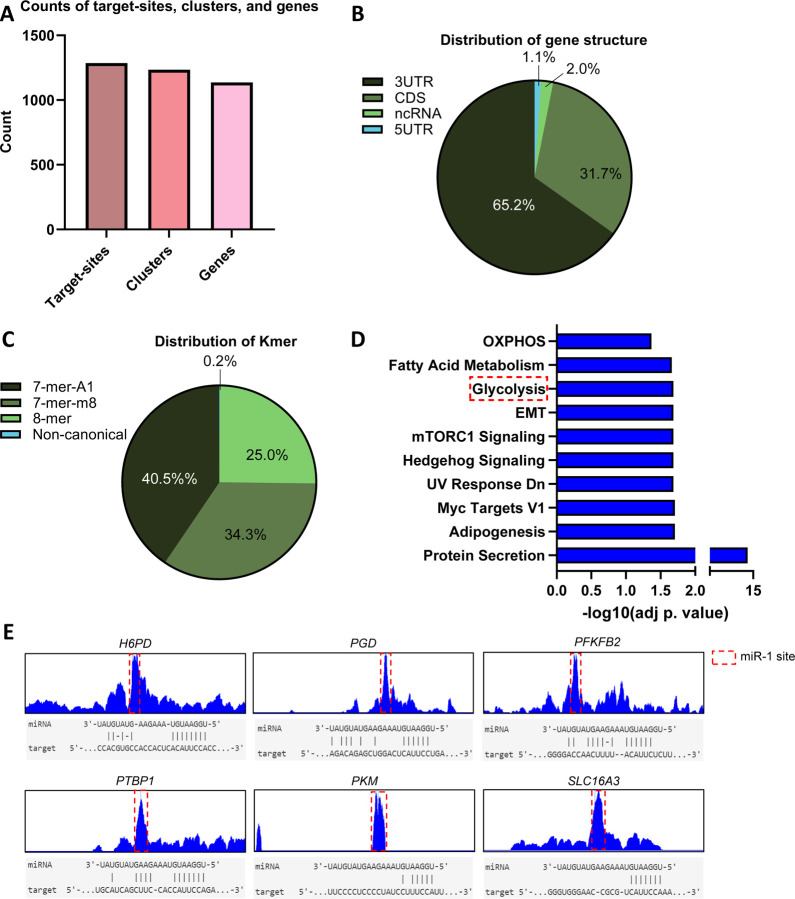 A
Counts of target-sites, clusters, and genes
Count
1500
1000
500
0
Target-sites
Clusters
Genes
B
Distribution of gene structure
3UTR
CDS
ncRNA
5UTR
1.1%
2.0%
31.7%
65.2%
C
Distribution of Kmer
7-mer-A1
7-mer-m8
8-mer
Non-canonical
0.2%
25.0%
40.5%%
34.3%
D
OXPHOS
Fatty Acid Metabolism
Glycolysis
EMT
mTORC1 Signaling
Hedgehog Signaling
UV Response Dn
Myc Targets V1
Adipogenesis
Protein Secretion
0.0 0.5 1.0 1.5 2.0 15
-log10(adj p. value)
E
miR-1 site
H6PD
miRNA 3'-UAUGUAUG-AAGAAA-UGUAAGGU-5'
||-|-| |||||||
target 5'-...CCACGUGCCACCACUCACAUUCCACC...-3'
PGD
miRNA 3'-UAUGUAUGAAGAAAUGUAAGGU-5'
| ||| | | ||||||
target 5'-...AGACAGAGCUGGACUCAUUCCUGA...-3'
PFKFB2
miRNA 3'-UAUGUAUGAAGAAAUGUAAGGU-5'
|| ||||-| ||||||
target 5'-...GGGGACCAACUUUU--ACAUUCUCUU...-3'
PTBP1
miRNA 3'-UAUGUAUGAAGAAAUGUAAGGU-5'
| |||| |||||||
target 5'-...UGCAUCAGCUUC-CACCAUUCCAGA...-3'
PKM
miRNA 3'-UAUGUAUGAAGAAAUGUAAGGU-5'
| |||||
target 5'-...UUCCCCUCCCCUAUCCUUUCCAUU...-3'
SLC16A3
miRNA 3'-UAUGUAUGAAGAAAUGUAAGGU-5'
||||||
target 5'-...GGGUGGGAAC-CGCG-UCAUUCCAAA...-3'